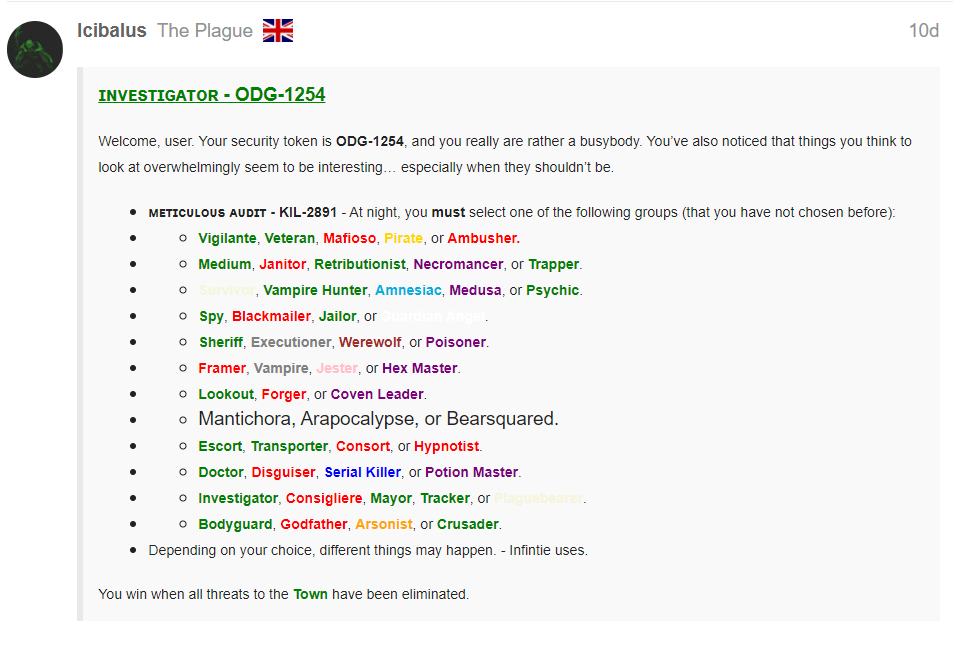 Icibalus The Plague 10d
INVESTIGATOR - ODG-1254
Welcome, user. Your security token is ODG-1254, and you really are rather a busybody. You've also noticed that things you think to
look at overwhelmingly seem to be interesting… especially when they shouldn't be.
METICULOUS AUDIT - KIL-2891 - At night, you must select one of the following groups (that you have not chosen before):
Vigilante, Veteran, Mafioso, Pirate, or Ambusher.
Medium, Janitor, Retributionist, Necromancer, or Trapper.
Survivor, Vampire Hunter, Amnesiac, Medusa, or Psychic.
Spy, Blackmailer, Jailor, or Guardian Angel.
Sheriff, Executioner, Werewolf, or Poisoner.
Framer, Vampire, Jester, or Hex Master.
Lookout, Forger, or Coven Leader.
Mantichora, Arapocalypse, or Bearsquared.
Escort, Transporter, Consort, or Hypnotist.
Doctor, Disguiser, Serial Killer, or Potion Master.
Investigator, Consigliere, Mayor, Tracker, or Plaguebearer.
Bodyguard, Godfather, Arsonist, or Crusader.
Depending on your choice, different things may happen. - Infintie uses.
You win when all threats to the Town have been eliminated.